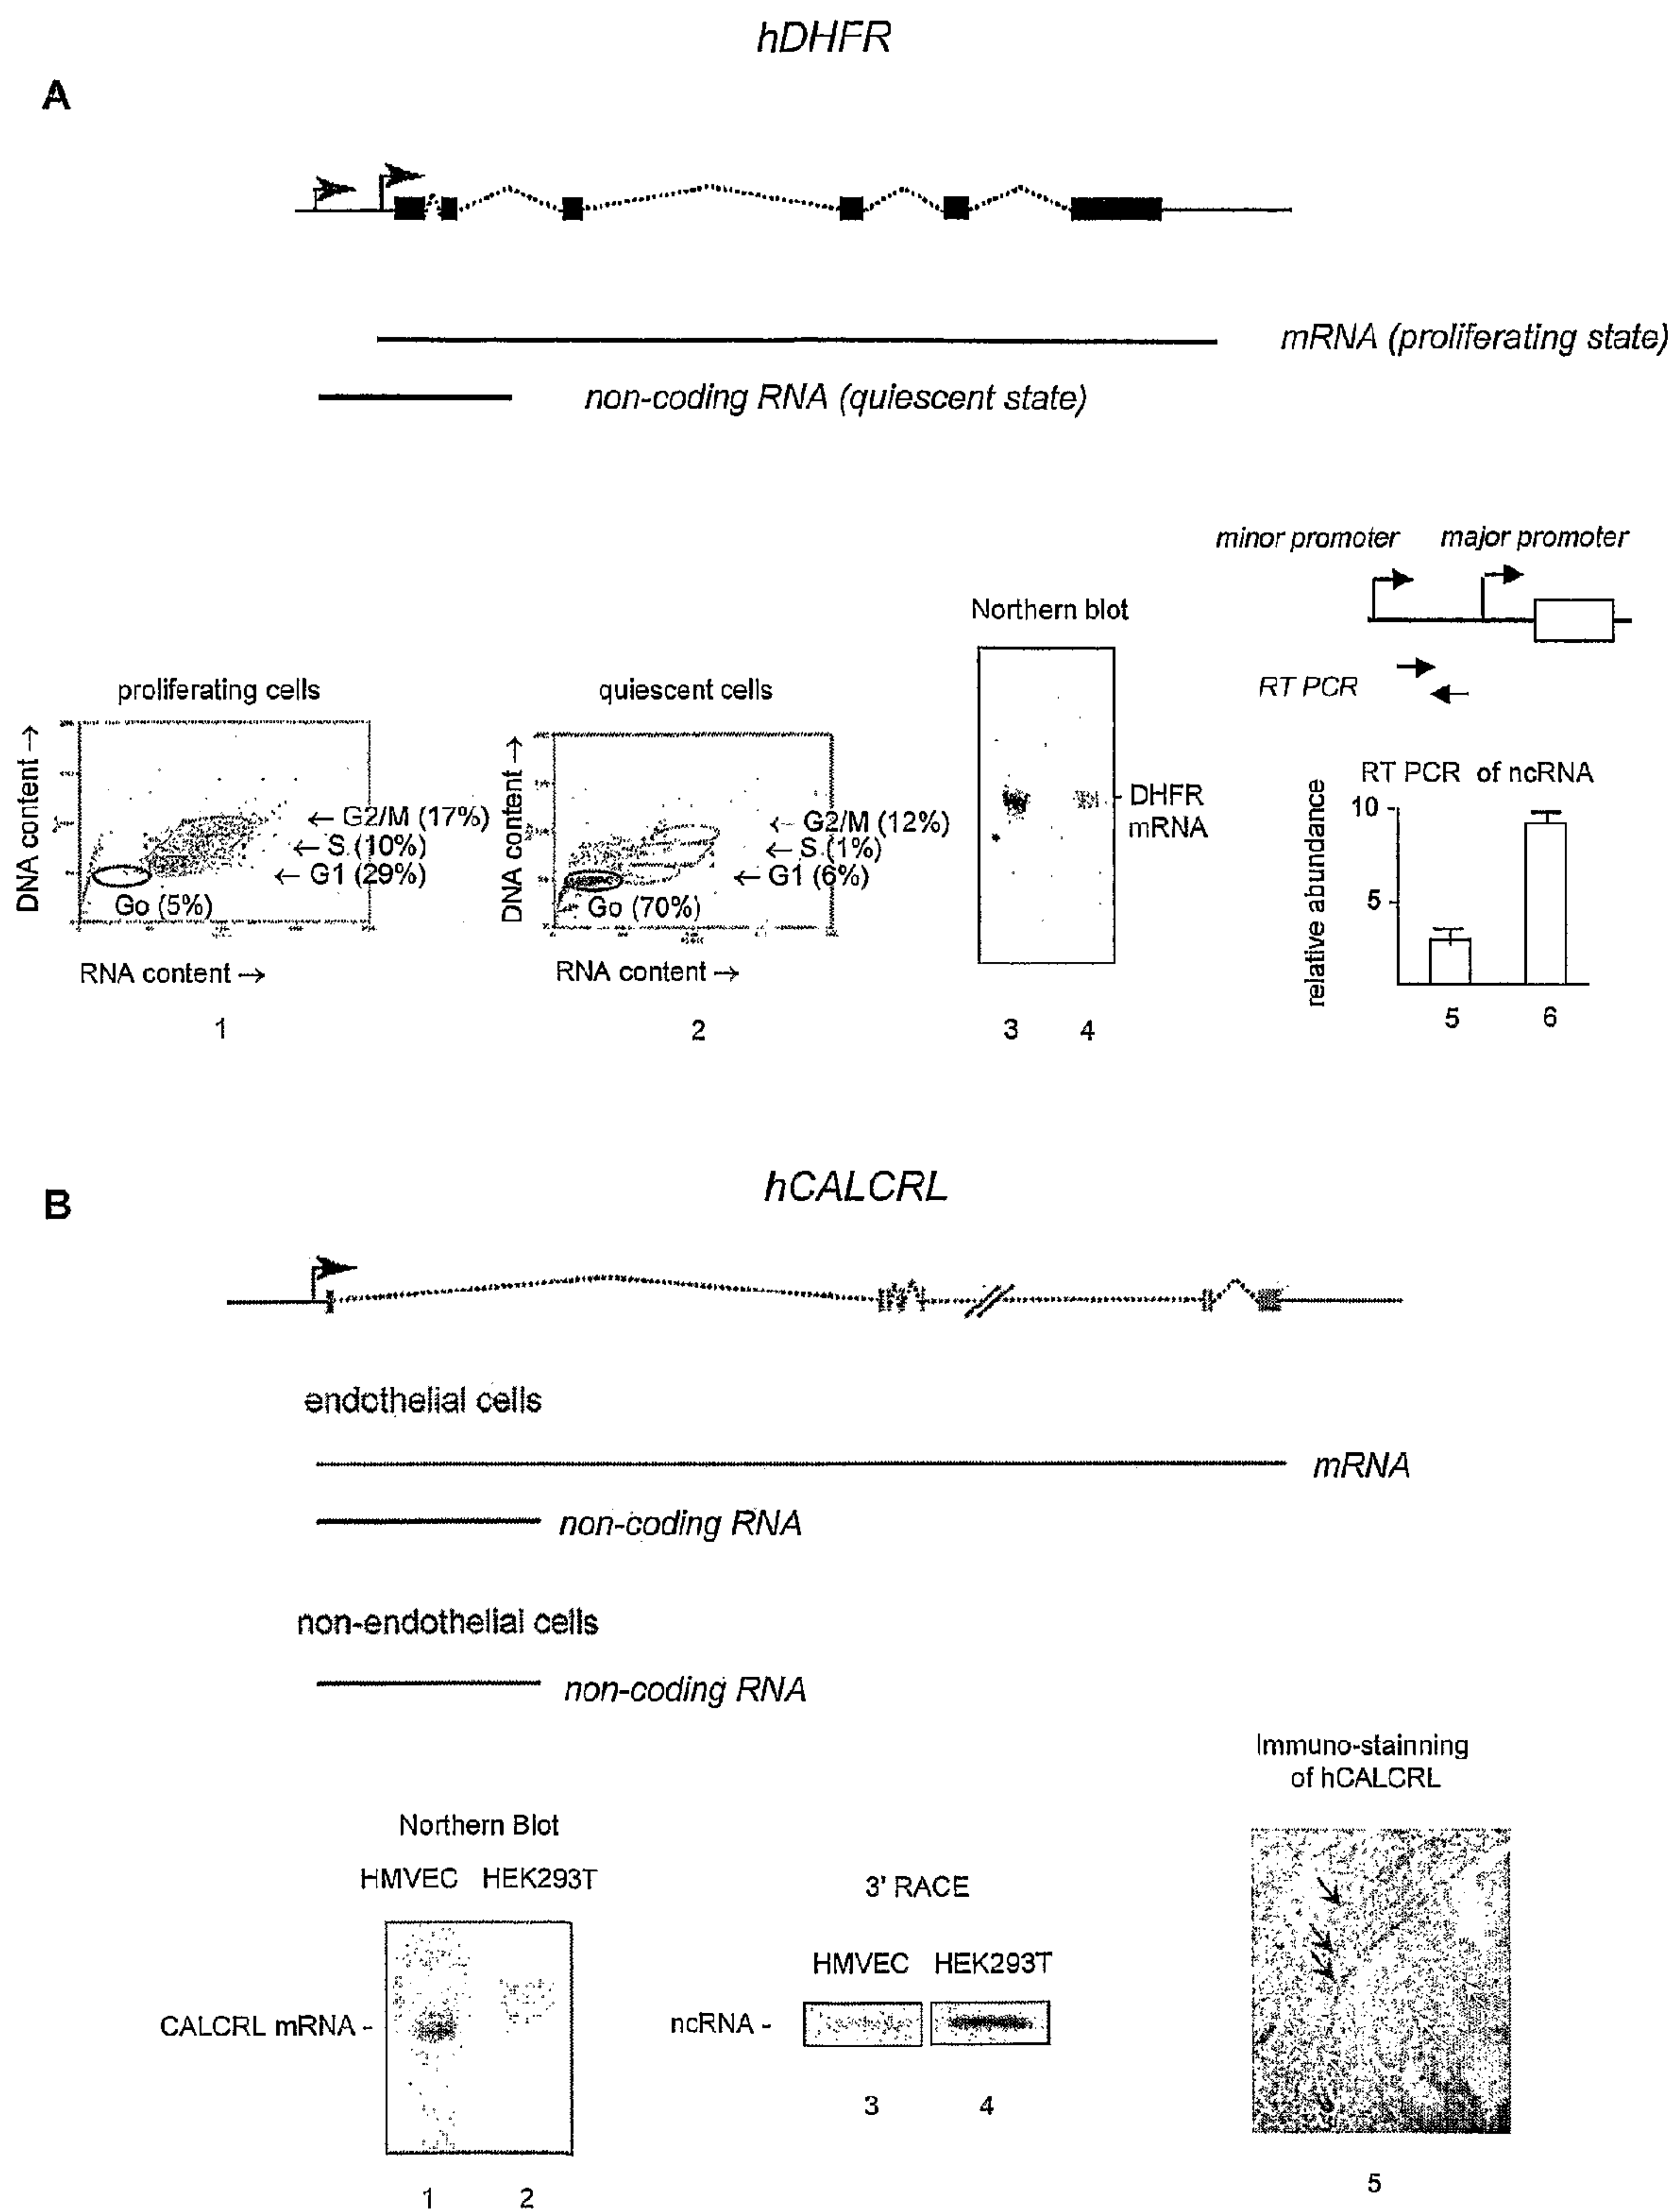 hDHFR
A
mRNA (proliferating state)
non-coding RNA (quiescent state)
minor promoter major promoter
Northern blot
RT PCR
proliferating cells
quiescent cells
DNA content →
← G2/M (17%)
← S (10%)
← G1 (29%)
Go (5%)
RNA content →
1
DNA content →
← G2/M (12%)
← S (1%)
← G1 (6%)
Go (70%)
RNA content →
2
- DHFR
mRNA
3 4
RT PCR of ncRNA
relative abundance
10
5
5 6
B
hCALCRL
endothelial cells
mRNA
non-coding RNA
non-endothelial cells
non-coding RNA
Northern Blot
HMVEC HEK293T
CALCRL mRNA -
1 2
3' RACE
HMVEC HEK293T
ncRNA -
3 4
Immuno-stainning
of hCALCRL
5